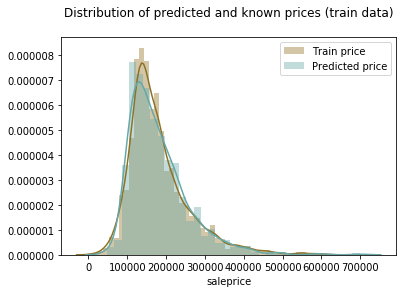 Distribution of predicted and known prices (train data)
Train price
Predicted price
0.000008
0.000007
0.000006
0.000005
0.000004
0.000003
0.000002
0.000001
0.000000
0 100000 200000 300000 400000 500000 600000 700000
saleprice